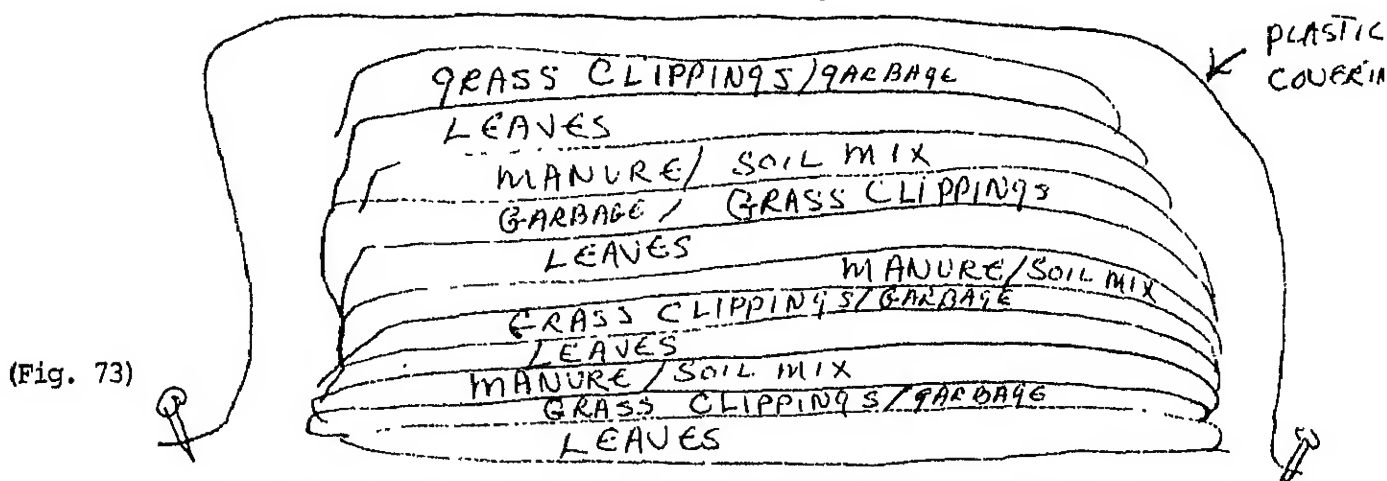 PLASTIC
COVERIN
GRASS CLIPPINGS/GARBAGE
LEAVES
MANURE/ SOIL MIX
GARBAGE/ GRASS CLIPPINGS
LEAVES
MANURE/SOIL MIX
GRASS CLIPPINGS/GARBAGE
LEAVES
MANURE/SOIL MIX
GRASS CLIPPINGS/GARBAGE
LEAVES
(Fig. 73)